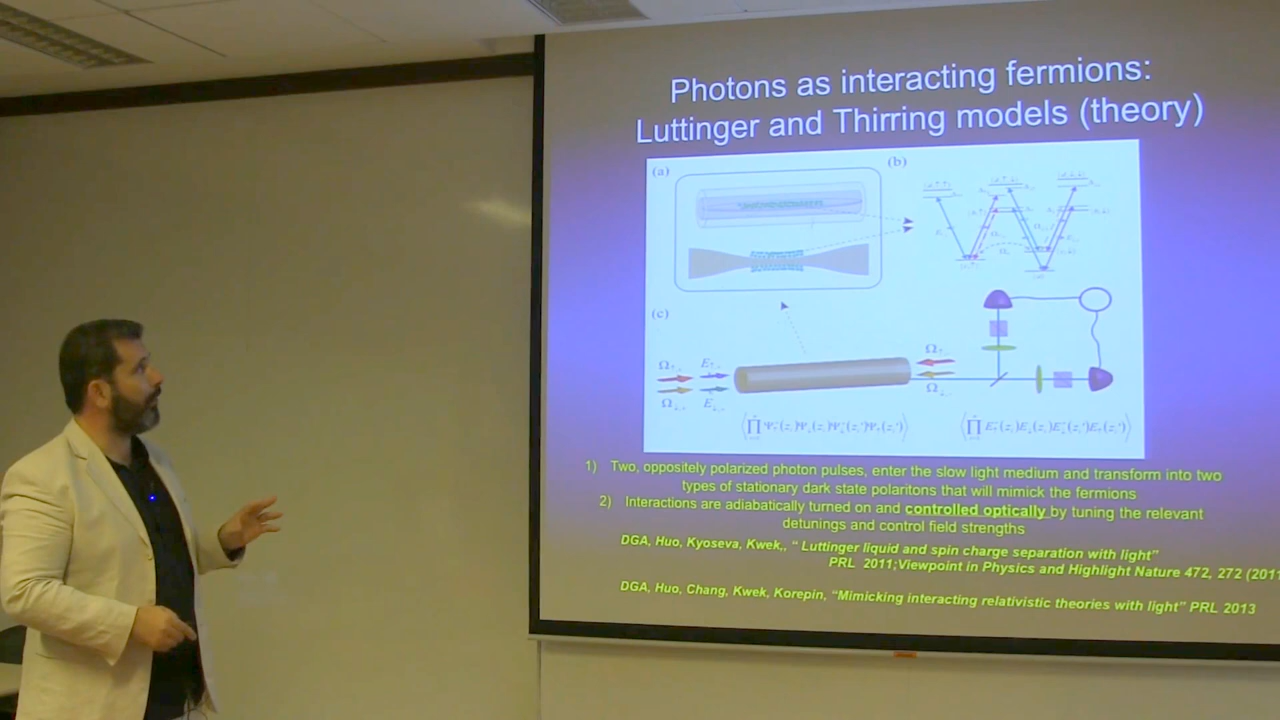 Photons as interacting fermions:
Luttinger and Thirring models (theory)
(a)
(b)
(c)
1) Two, oppositely polarized photon pulses, enter the slow light medium and transform into two
types of stationary dark state polaritons that will mimick the fermions
2) Interactions are adiabatically turned on and controlled optically by tuning the relevant
detunings and control field strengths
DGA, Huo, Kyoseva, Kwek,, “ Luttinger liquid and spin charge separation with light”
PRL 2011;Viewpoint in Physics and Highlight Nature 472, 272 (2011
DGA, Huo, Chang, Kwek, Korepin, “Mimicking interacting relativistic theories with light” PRL 2013